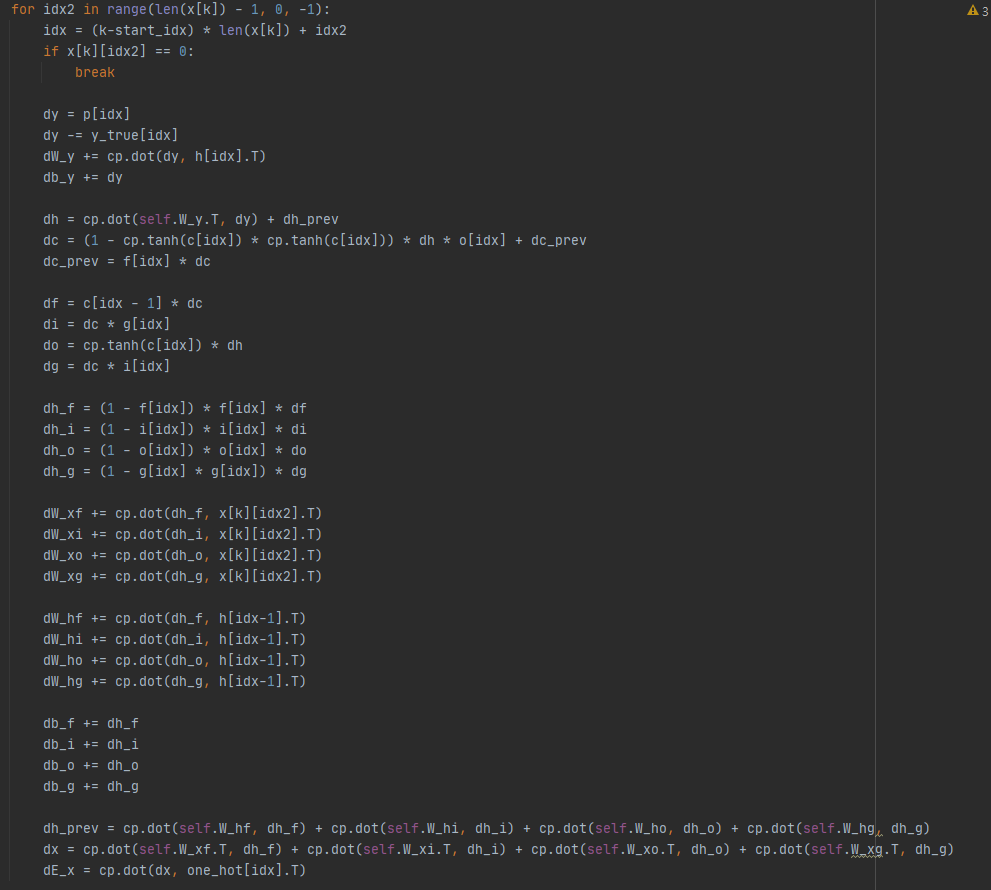 for idx2 in range(len(x[k]) - 1, 0, -1):
    idx = (k-start_idx) * len(x[k]) + idx2
    if x[k][idx2] == 0:
        break

    dy = p[idx]
    dy -= y_true[idx]
    dW_y += cp.dot(dy, h[idx].T)
    db_y += dy

    dh = cp.dot(self.W_y.T, dy) + dh_prev
    dc = (1 - cp.tanh(c[idx]) * cp.tanh(c[idx])) * dh * o[idx] + dc_prev
    dc_prev = f[idx] * dc

    df = c[idx - 1] * dc
    di = dc * g[idx]
    do = cp.tanh(c[idx]) * dh
    dg = dc * i[idx]

    dh_f = (1 - f[idx]) * f[idx] * df
    dh_i = (1 - i[idx]) * i[idx] * di
    dh_o = (1 - o[idx]) * o[idx] * do
    dh_g = (1 - g[idx] * g[idx]) * dg

    dW_xf += cp.dot(dh_f, x[k][idx2].T)
    dW_xi += cp.dot(dh_i, x[k][idx2].T)
    dW_xo += cp.dot(dh_o, x[k][idx2].T)
    dW_xg += cp.dot(dh_g, x[k][idx2].T)

    dW_hf += cp.dot(dh_f, h[idx-1].T)
    dW_hi += cp.dot(dh_i, h[idx-1].T)
    dW_ho += cp.dot(dh_o, h[idx-1].T)
    dW_hg += cp.dot(dh_g, h[idx-1].T)

    db_f += dh_f
    db_i += dh_i
    db_o += dh_o
    db_g += dh_g

    dh_prev = cp.dot(self.W_hf, dh_f) + cp.dot(self.W_hi, dh_i) + cp.dot(self.W_ho, dh_o) + cp.dot(self.W_hg, dh_g)
    dx = cp.dot(self.W_xf.T, dh_f) + cp.dot(self.W_xi.T, dh_i) + cp.dot(self.W_xo.T, dh_o) + cp.dot(self.W_xg.T, dh_g)
    dE_x = cp.dot(dx, one_hot[idx].T)
3